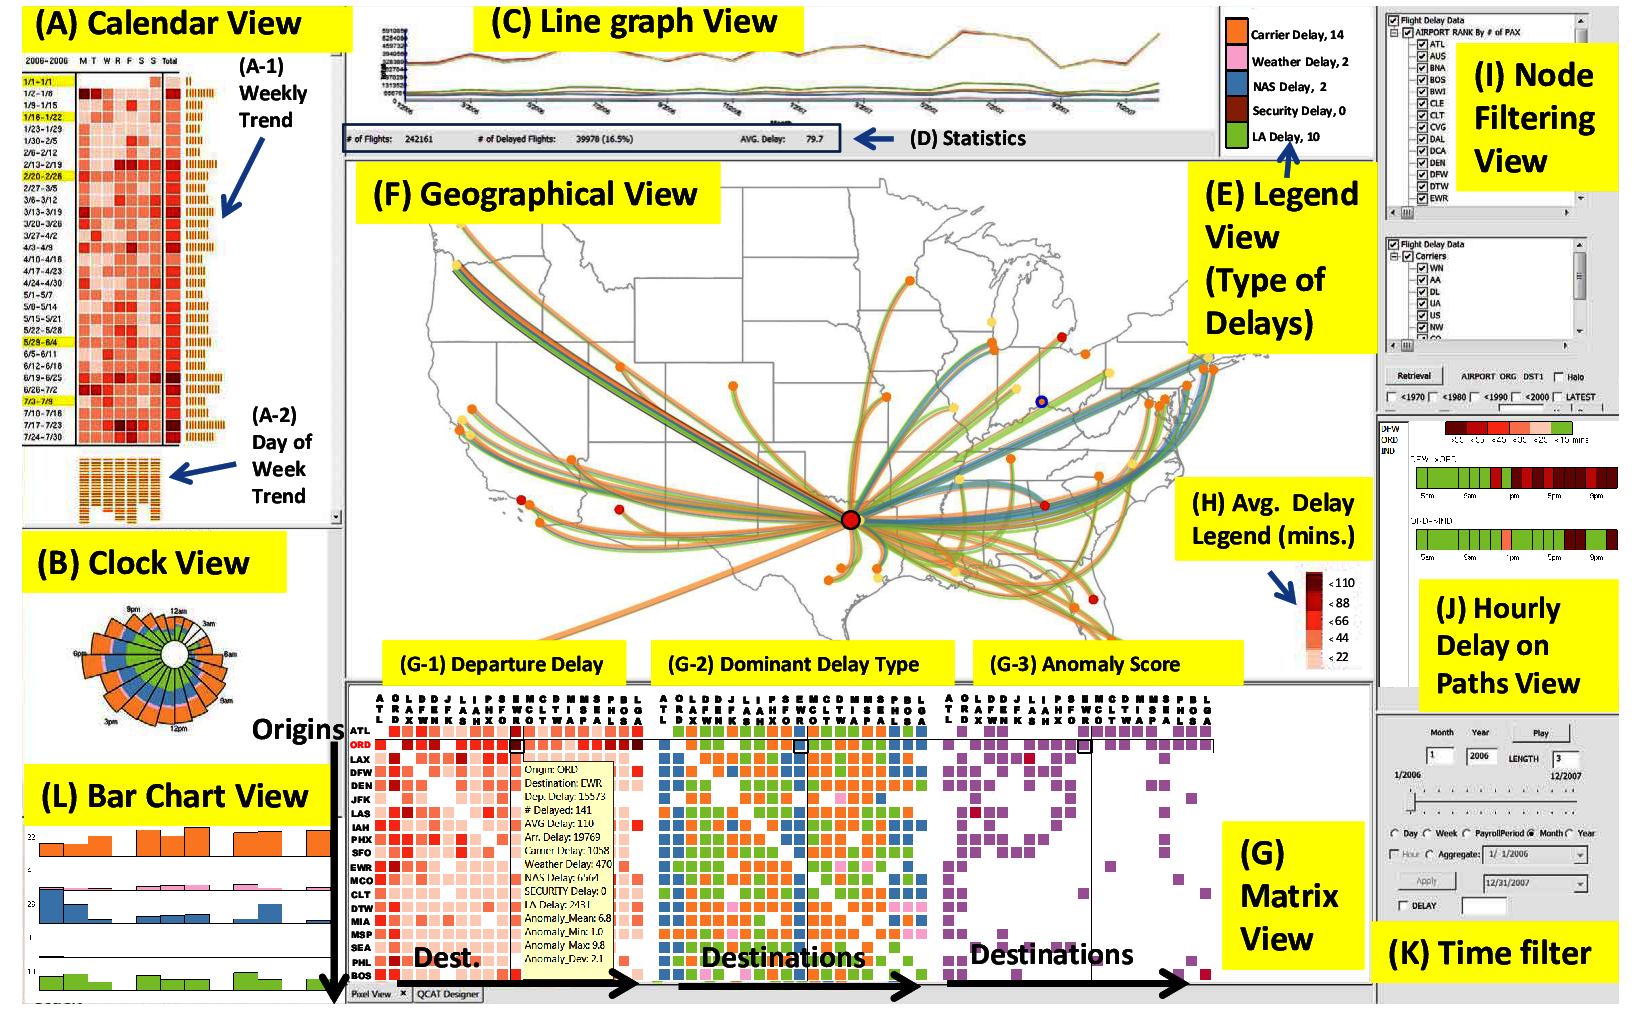 (A) Calendar View
2006-2006 M T W R F S S Total
1/1-1/1
1/2-1/8
1/9-1/15
1/16-1/22
1/23-1/29
1/30-2/5
2/6-2/12
2/13-2/19
2/20-2/26
2/27-3/5
3/6-3/12
3/13-3/19
3/20-3/26
3/27-4/2
4/3-4/9
4/10-4/16
4/17-4/23
4/24-4/30
5/1-5/7
5/8-5/14
5/15-5/21
5/22-5/28
5/29-6/4
6/5-6/11
6/12-6/18
6/19-6/25
6/26-7/2
7/3-7/9
7/10-7/16
7/17-7/23
7/24-7/30
(A-1)
Weekly
Trend
(A-2)
Day of
Week
Trend
(B) Clock View
9pm
12am
3am
6pm
6am
9am
3pm
12pm
(L) Bar Chart View
22
(C) Line graph View
# of Flights: 242161 # of Delayed Flights: 39978 (16.5%) AVG. Delay: 79.7
(D) Statistics
Carrier Delay, 14
Weather Delay, 2
NAS Delay, 2
Security Delay, 0
LA Delay, 10
(E) Legend
View
(Type of
Delays)
(F) Geographical View
(H) Avg. Delay
Legend (mins.)
<110
<88
<66
<44
<22
(G-1) Departure Delay
(G-2) Dominant Delay Type
(G-3) Anomaly Score
Origins
ATL
ORD
LAX
DFW
DEN
JFK
LAS
IAH
PHX
SFO
EWR
MCO
CLT
DTW
MIA
MSP
SEA
PHL
BOS
Origin: ORD
Destination: EWR
Dep. Delay: 15573
# Delayed: 141
AVG Delay: 110
Arr. Delay: 19769
Carrier Delay: 1058
Weather Delay: 470
NAS Delay: 6564
SECURITY Delay: 0
LA Delay: 2431
Anomaly_Mean: 6.8
Anomaly_Min: 1.0
Anomaly_Max: 9.8
Anomaly_Dev: 2.1
Dest.
Destinations
Destinations
(G)
Matrix
View
Pixel View × QCAT Designer
Flight Delay Data
AIRPORT RANK By # of PAX
ATL
AUS
BNA
BOS
BWI
CLE
CLT
CVG
DAL
DCA
DEN
DFW
DTW
EWR
(I) Node
Filtering
View
Flight Delay Data
Carriers
WN
AA
DL
UA
US
NW
Retrieval AIRPORT ORG DST1 Halo
<1970 <1980 <1990 <2000 LATEST
DFW
ORD
IND
5am 9am 1pm 5pm 9pm
5am 9am 1pm 5pm 9pm
(J) Hourly
Delay on
Paths View
Month Year Play
1 2006 LENGTH 3
1/2006 12/2007
Day Week PayrollPeriod Month Year
Hour Aggregate: 1/ 1/2006
Apply 12/31/2007
DELAY
(K) Time filter